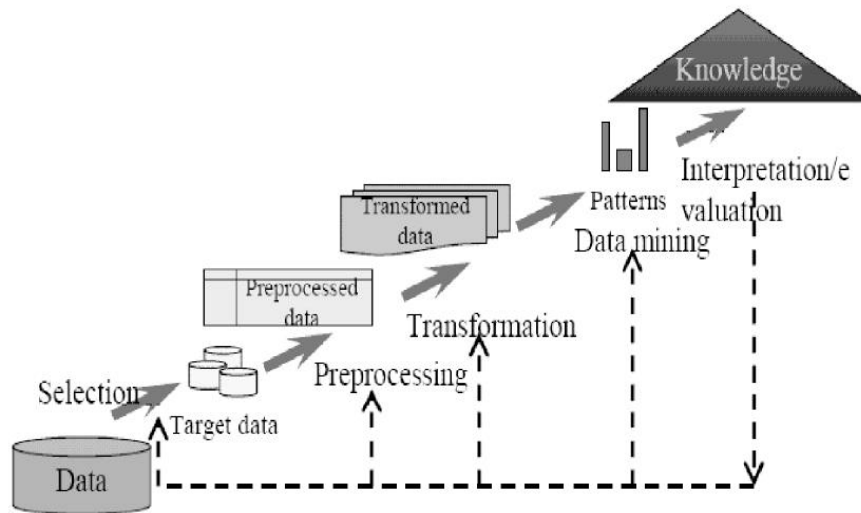 Knowledge
Interpretation/e
valuation
Patterns
Data mining
Transformed
data
Transformation
Preprocessed
data
Preprocessing
Selection
Target data
Data